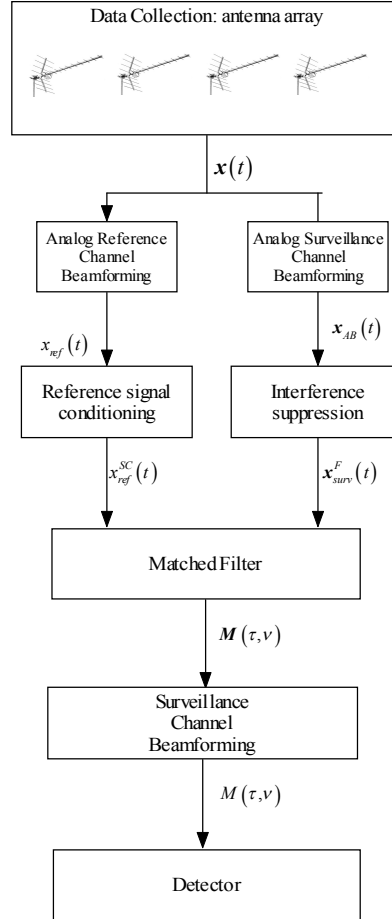 Data Collection: antenna array
x(t)
Analog Reference
Channel
Beamforming
Analog Surveillance
Channel
Beamforming
x_ref(t)
x_AB(t)
Reference signal
conditioning
Interference
suppression
x_ref^SC(t)
x_surv^F(t)
Matched Filter
M(τ,ν)
Surveillance
Channel
Beamforming
M(τ,ν)
Detector